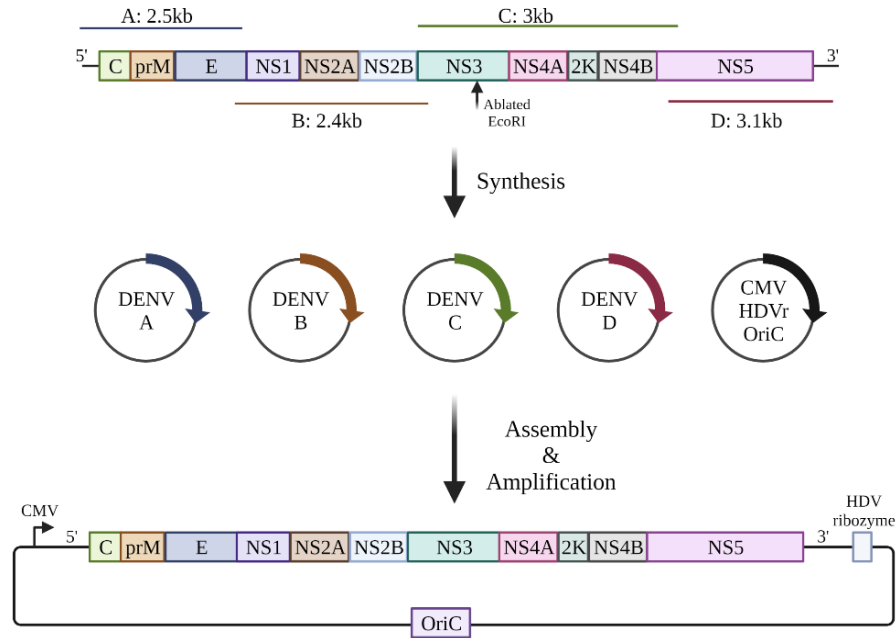 A: 2.5kb
C: 3kb
5'
C prM E NS1 NS2A NS2B NS3 NS4A 2K NS4B NS5
3'
Ablated
EcoRI
B: 2.4kb
D: 3.1kb
Synthesis
DENV
A
DENV
B
DENV
C
DENV
D
CMV
HDVr
OriC
Assembly
&
Amplification
CMV
HDV
ribozyme
5'
3'
C prM E NS1 NS2A NS2B NS3 NS4A 2K NS4B NS5
OriC